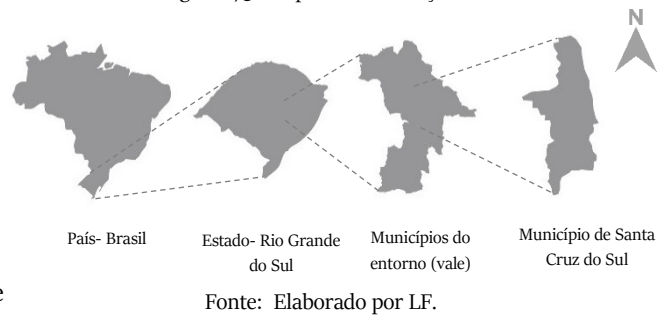 N
País- Brasil
Estado- Rio Grande
do Sul
Municípios do
entorno (vale)
Município de Santa
Cruz do Sul
e
Fonte: Elaborado por LF.